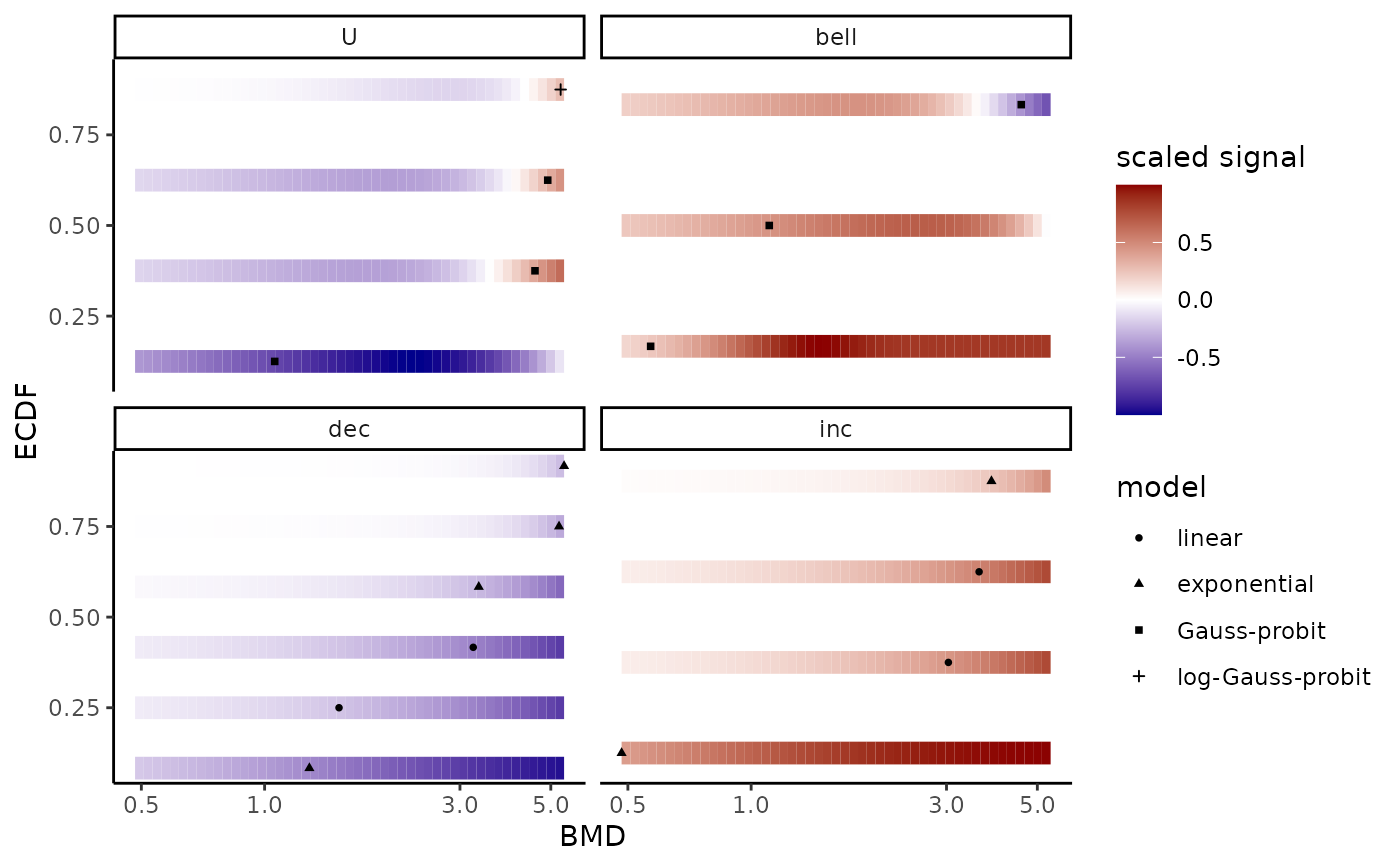 U
bell
0.75
0.50
0.25
dec
inc
0.75
0.50
0.25
ECDF
0.5
1.0
3.0
5.0
0.5
1.0
3.0
5.0
BMD
scaled signal
0.5
0.0
-0.5
model
linear
exponential
Gauss-probit
log-Gauss-probit